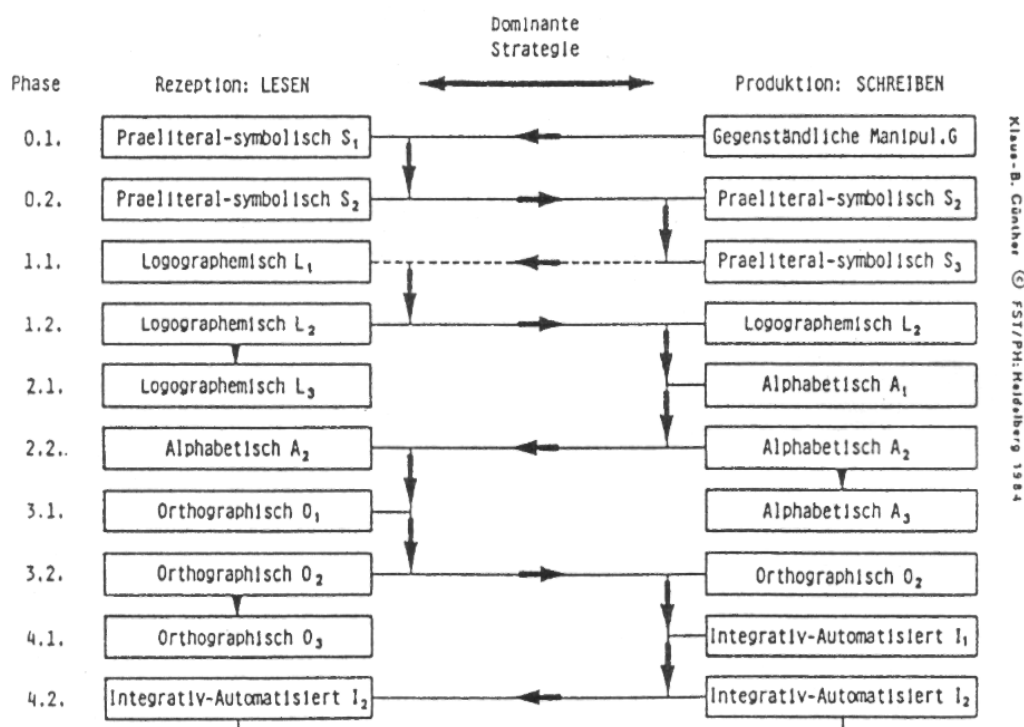 Dominante
Strategie
Phase Rezeption: LESEN Produktion: SCHREIBEN
0.1. Praeliteral-symbolisch S₁ Gegenständliche Manipul.G
0.2. Praeliteral-symbolisch S₂ Praeliteral-symbolisch S₂
1.1. Logographemisch L₁ Praeliteral-symbolisch S₃
1.2. Logographemisch L₂ Logographemisch L₂
2.1. Logographemisch L₃ Alphabetisch A₁
2.2. Alphabetisch A₂ Alphabetisch A₂
3.1. Orthographisch O₁ Alphabetisch A₃
3.2. Orthographisch O₂ Orthographisch O₂
4.1. Orthographisch O₃ Integrativ-Automatisiert I₁
4.2. Integrativ-Automatisiert I₂ Integrativ-Automatisiert I₂
Klaus-B. Günther © FST/PH: Heidelberg 1984